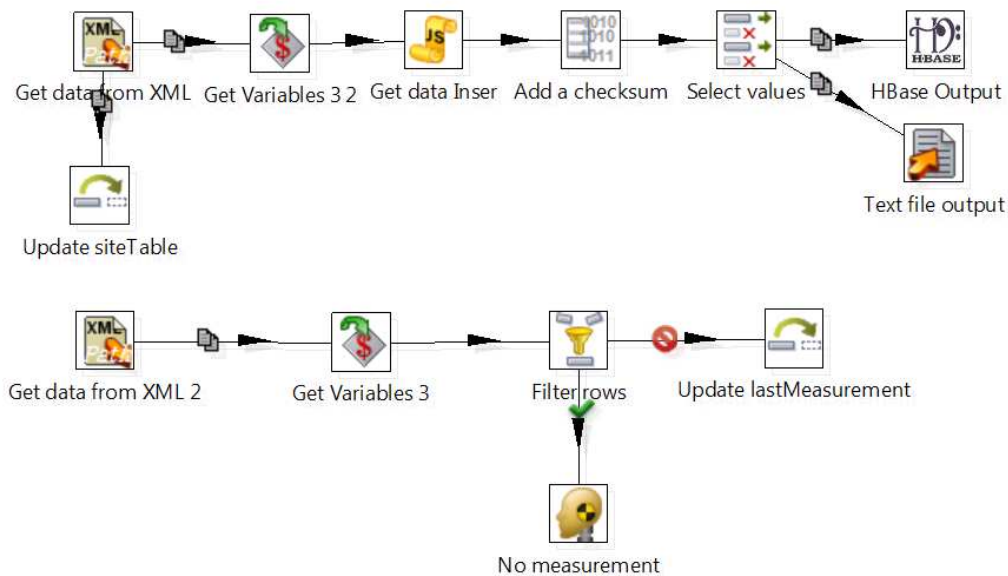 XML
Path
JS
1010
1010
1011
HBASE
Get data from XML
Get Variables 3 2
Get data Inser
Add a checksum
Select values
HBase Output
Text file output
Update siteTable
XML
Path
Get data from XML 2
Get Variables 3
Filter rows
Update lastMeasurement
No measurement